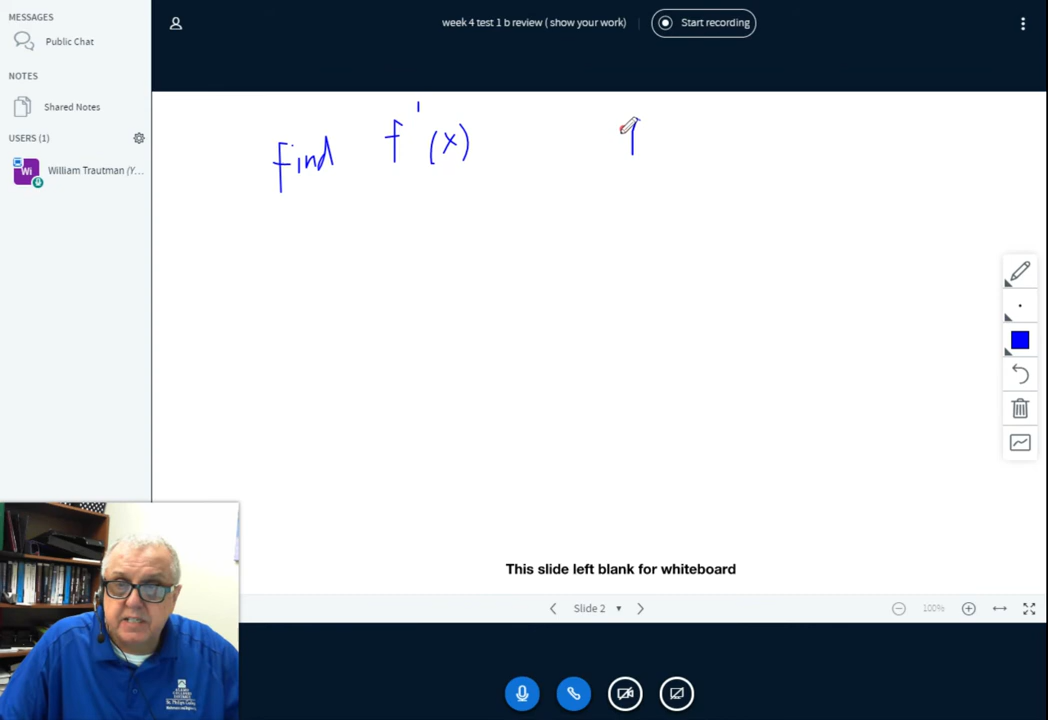 MESSAGES
Public Chat
NOTES
Shared Notes
USERS (1)
Wi
William Trautman (Y...
week 4 test 1 b review ( show your work)
Start recording
find f'(x)
This slide left blank for whiteboard
Slide 2
100%